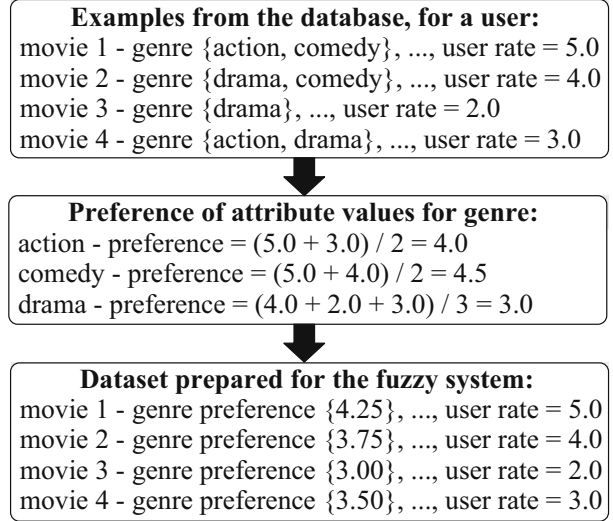 Examples from the database, for a user:
movie 1 - genre {action, comedy}, ..., user rate = 5.0
movie 2 - genre {drama, comedy}, ..., user rate = 4.0
movie 3 - genre {drama}, ..., user rate = 2.0
movie 4 - genre {action, drama}, ..., user rate = 3.0
Preference of attribute values for genre:
action - preference = (5.0 + 3.0) / 2 = 4.0
comedy - preference = (5.0 + 4.0) / 2 = 4.5
drama - preference = (4.0 + 2.0 + 3.0) / 3 = 3.0
Dataset prepared for the fuzzy system:
movie 1 - genre preference {4.25}, ..., user rate = 5.0
movie 2 - genre preference {3.75}, ..., user rate = 4.0
movie 3 - genre preference {3.00}, ..., user rate = 2.0
movie 4 - genre preference {3.50}, ..., user rate = 3.0